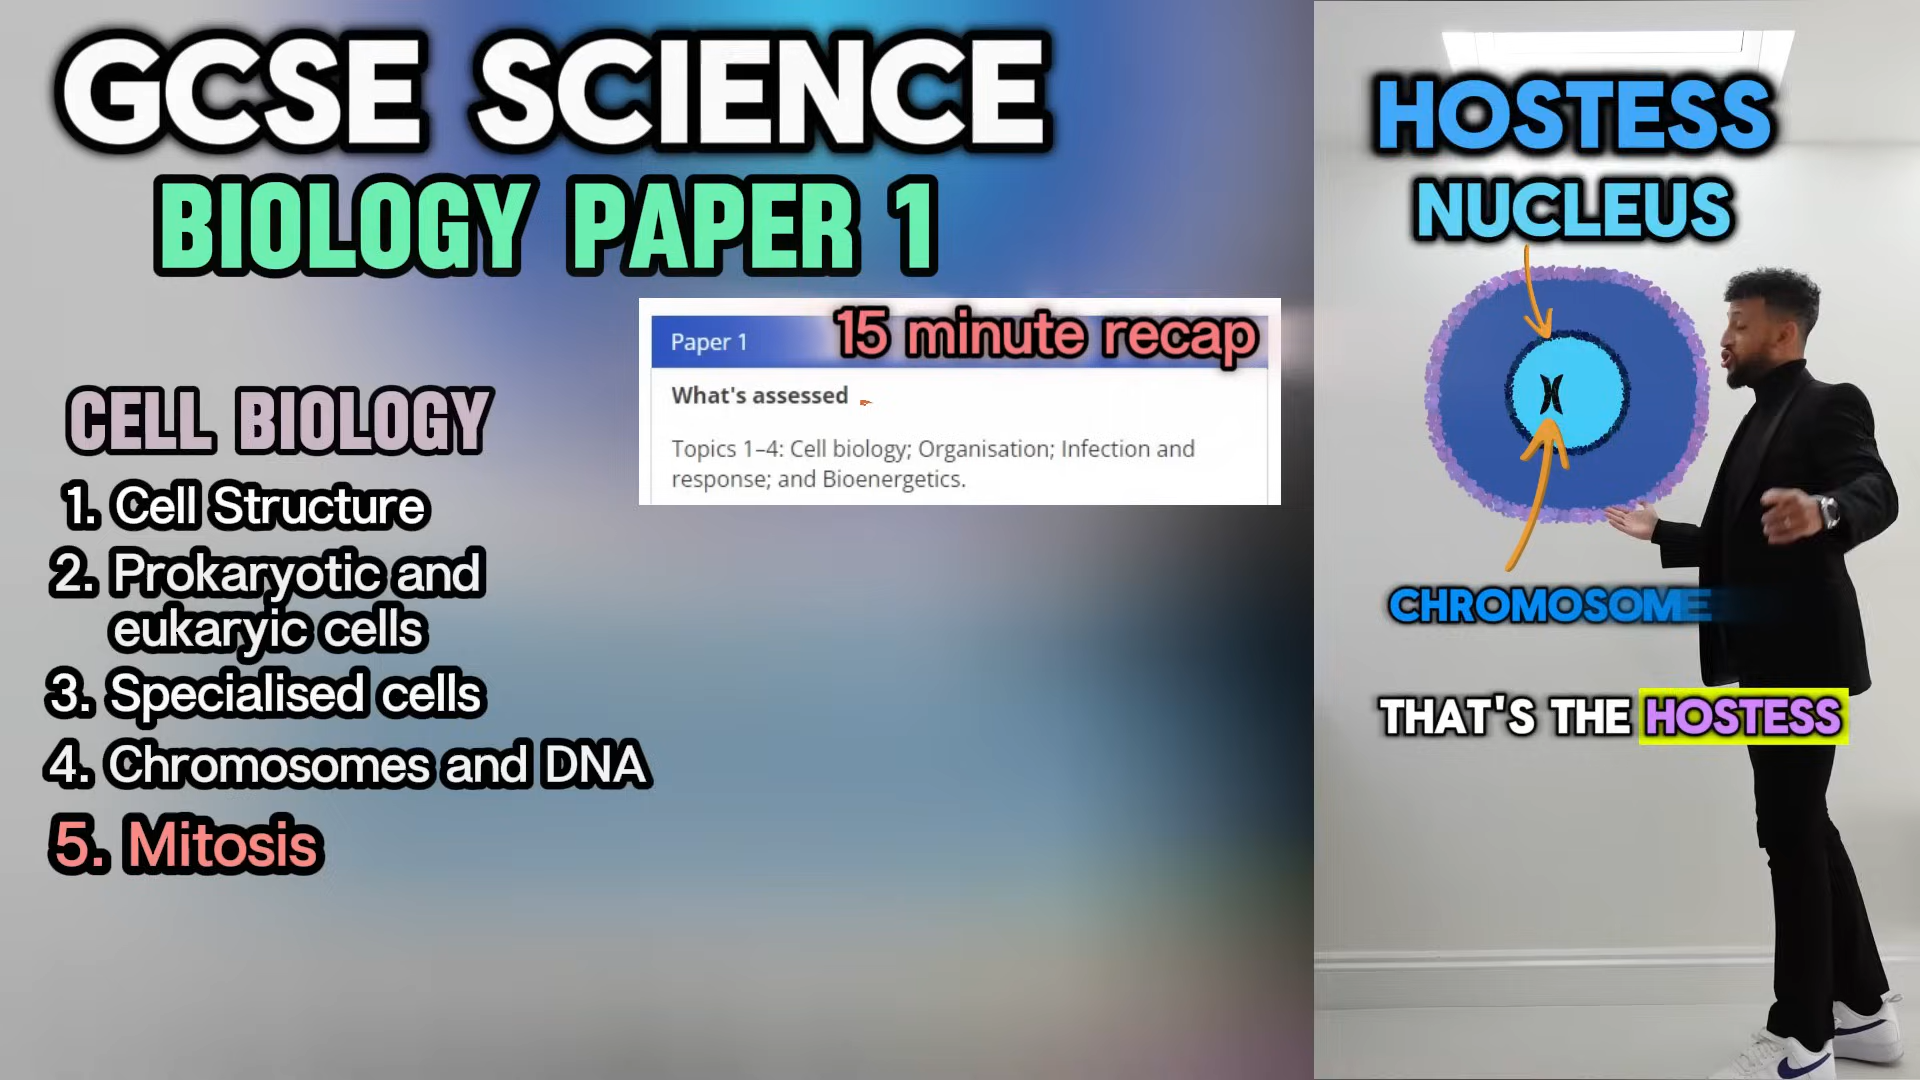 GCSE SCIENCE
BIOLOGY PAPER 1
15 minute recap
Paper 1
What's assessed
Topics 1–4: Cell biology; Organisation; Infection and
response; and Bioenergetics.
CELL BIOLOGY
1. Cell Structure
2. Prokaryotic and
eukaryic cells
3. Specialised cells
4. Chromosomes and DNA
5. Mitosis
HOSTESS
NUCLEUS
CHROMOSOME
THAT'S THE HOSTESS